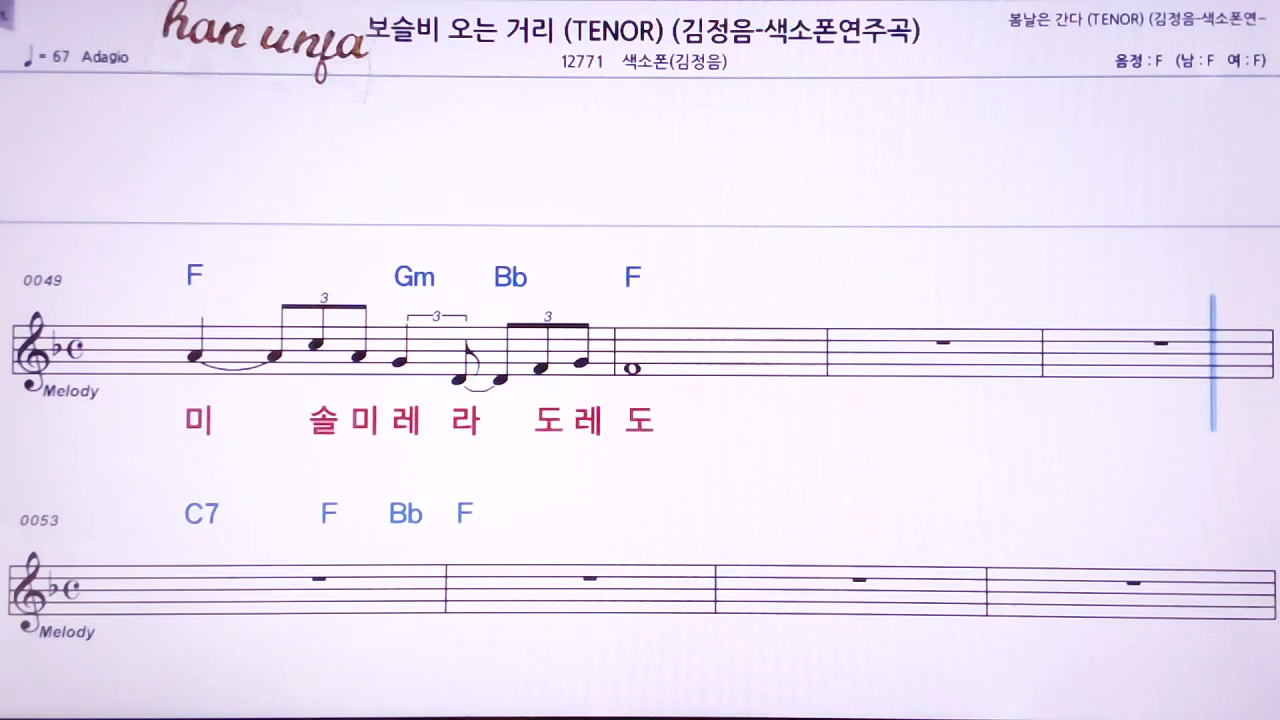 han unja
보슬비 오는 거리 (TENOR) (김정음-색소폰연주곡)
봄날은 간다 (TENOR) (김정음-색소폰연-
♩= 67 Adagio
12771 색소폰(김정음)
음정 : F (남 : F 여 : F)
0049 F Gm Bb F
3 3 3
Melody
미 솔 미 레 라 도 레 도
0053 C7 F Bb F
Melody